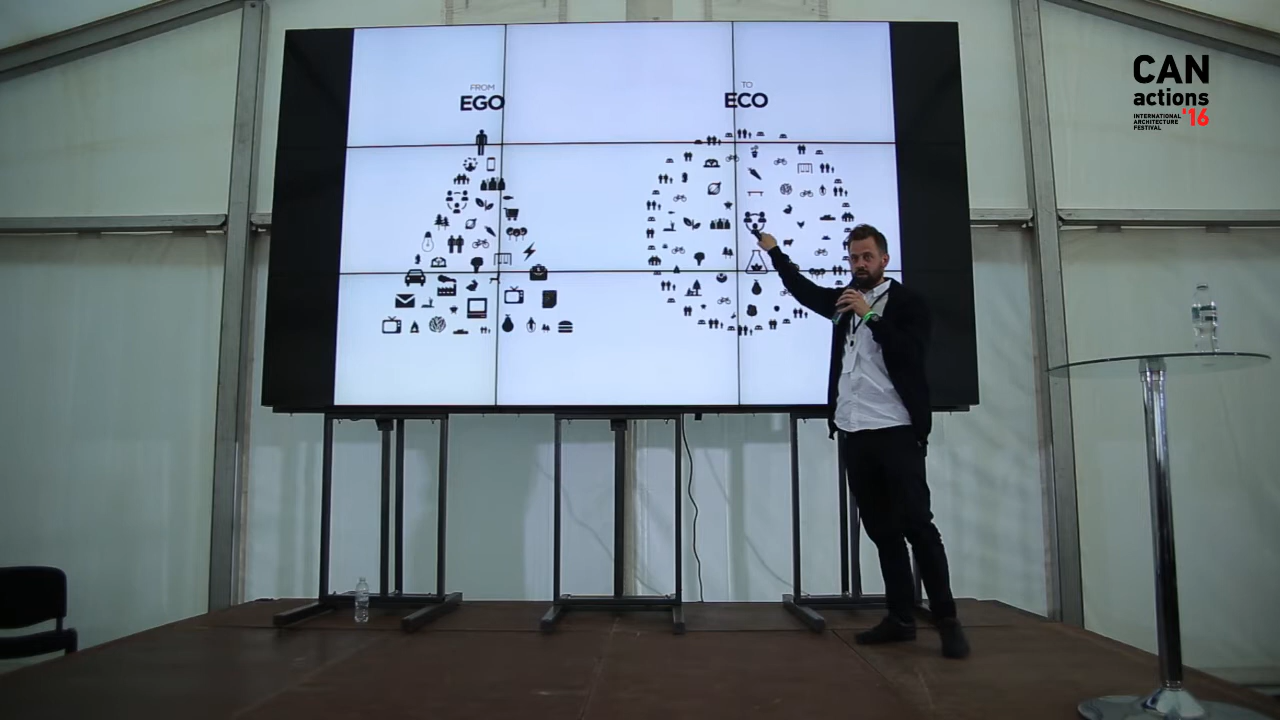 FROM
EGO
TO
ECO
CAN
actions
INTERNATIONAL
ARCHITECTURE
FESTIVAL
'16